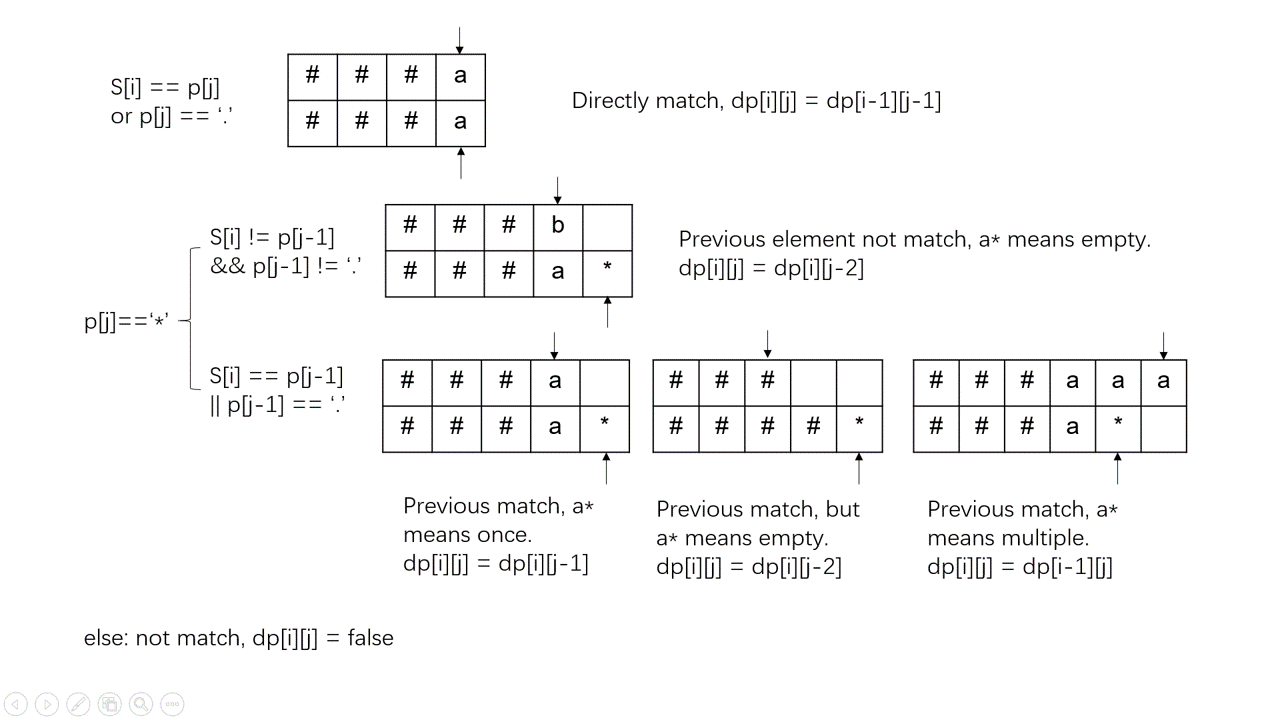 S[i] == p[j]
or p[j] == ‘.’
# # # a
# # # a
Directly match, dp[i][j] = dp[i-1][j-1]
p[j]==‘*’
S[i] != p[j-1]
&& p[j-1] != ‘.’
# # # b
# # # a *
Previous element not match, a* means empty.
dp[i][j] = dp[i][j-2]
S[i] == p[j-1]
|| p[j-1] == ‘.’
# # # a
# # # a *
Previous match, a*
means once.
dp[i][j] = dp[i][j-1]
# # #
# # # # *
Previous match, but
a* means empty.
dp[i][j] = dp[i][j-2]
# # # a a a
# # # a *
Previous match, a*
means multiple.
dp[i][j] = dp[i-1][j]
else: not match, dp[i][j] = false